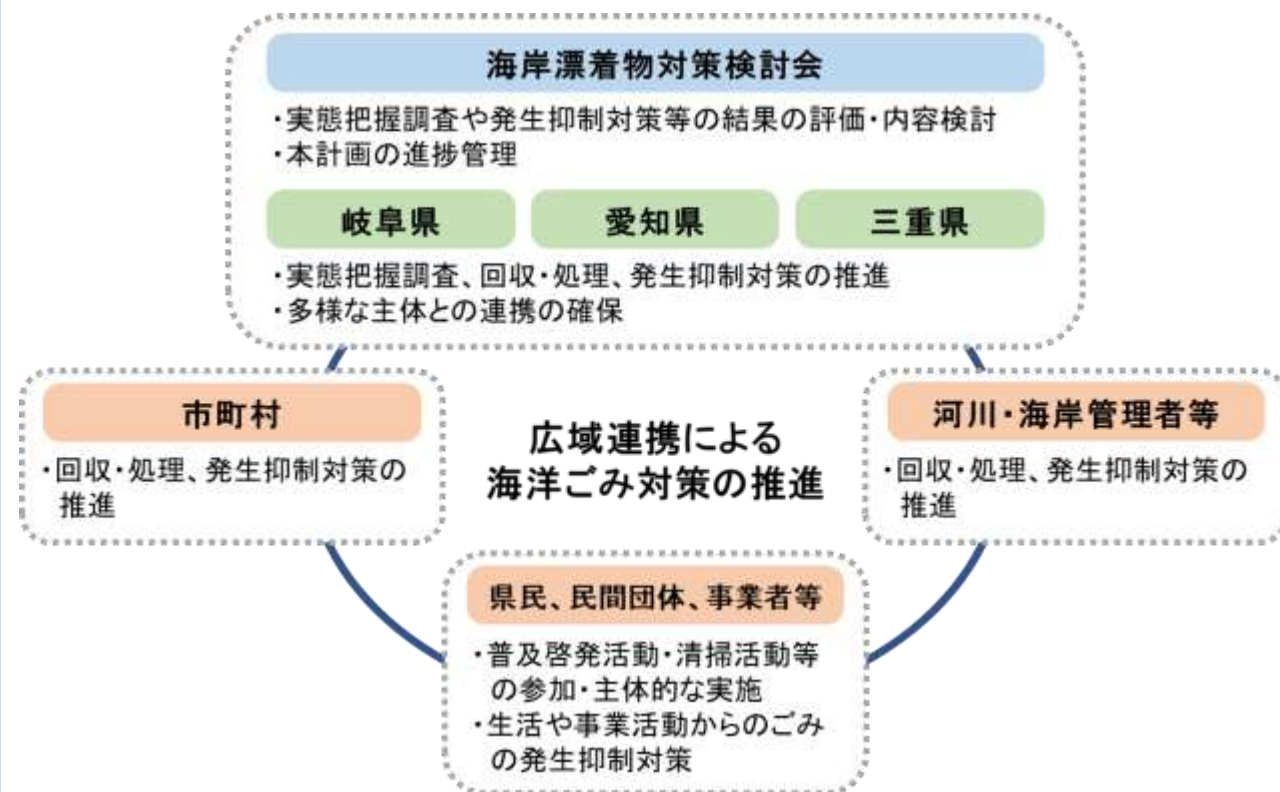 海岸漂着物対策検討会
・実態把握調査や発生抑制対策等の結果の評価・内容検討
・本計画の進捗管理
岐阜県
愛知県
三重県
・実態把握調査、回収・処理、発生抑制対策の推進
・多様な主体との連携の確保
市町村
・回収・処理、発生抑制対策の
推進
広域連携による
海洋ごみ対策の推進
河川・海岸管理者等
・回収・処理、発生抑制対策の
推進
県民、民間団体、事業者等
・普及啓発活動・清掃活動等
の参加・主体的な実施
・生活や事業活動からのごみ
の発生抑制対策